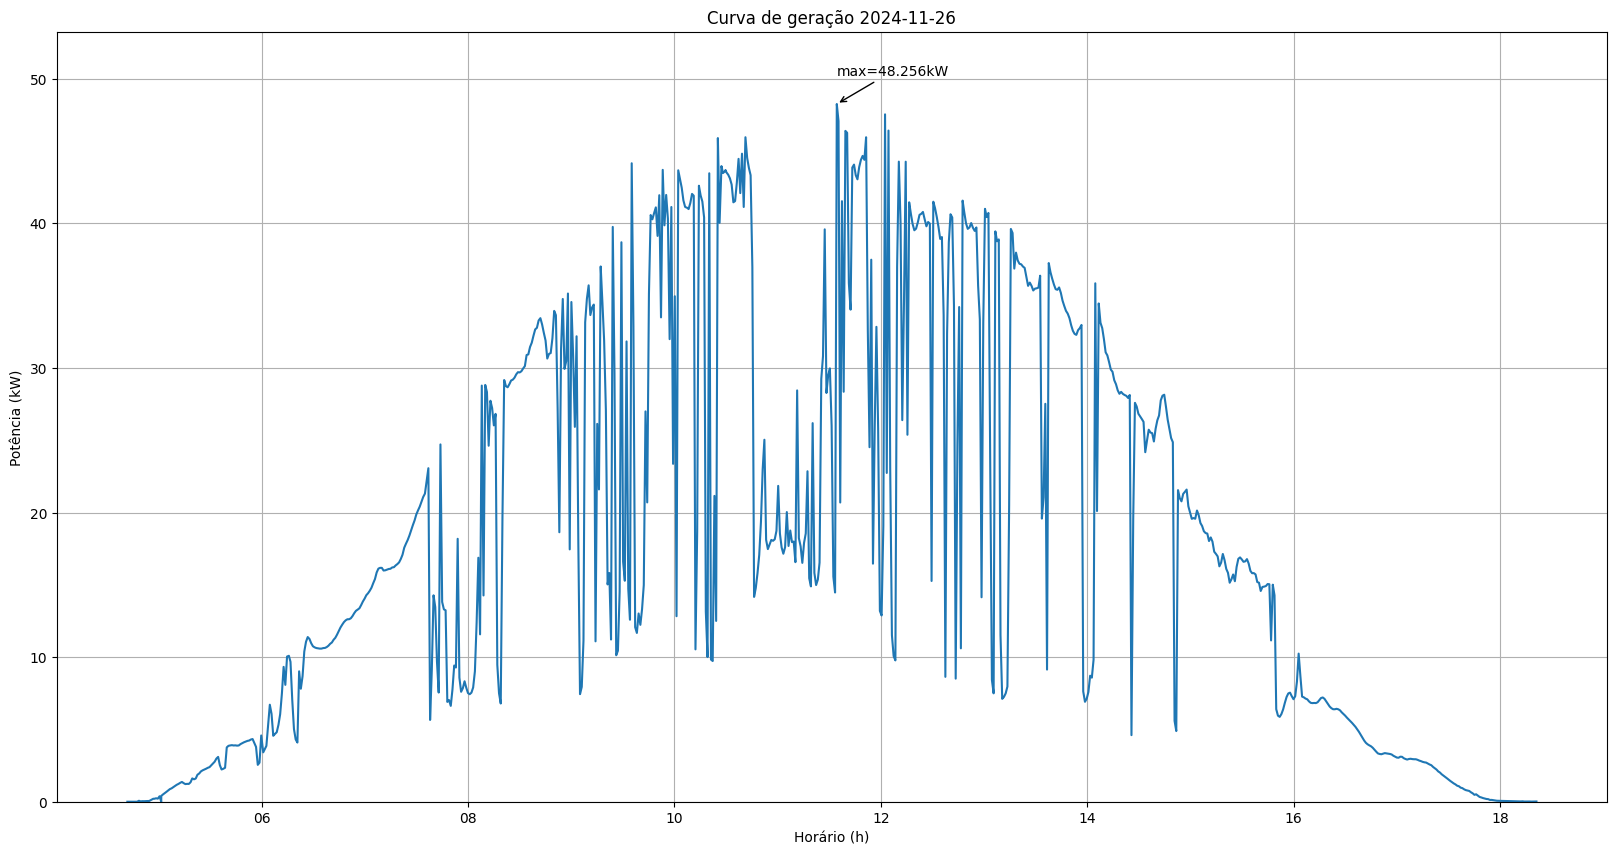 Curva de geração 2024-11-26
max=48.256kW
50
40
30
20
10
0
Potência (kW)
06 08 10 12 14 16 18
Horário (h)